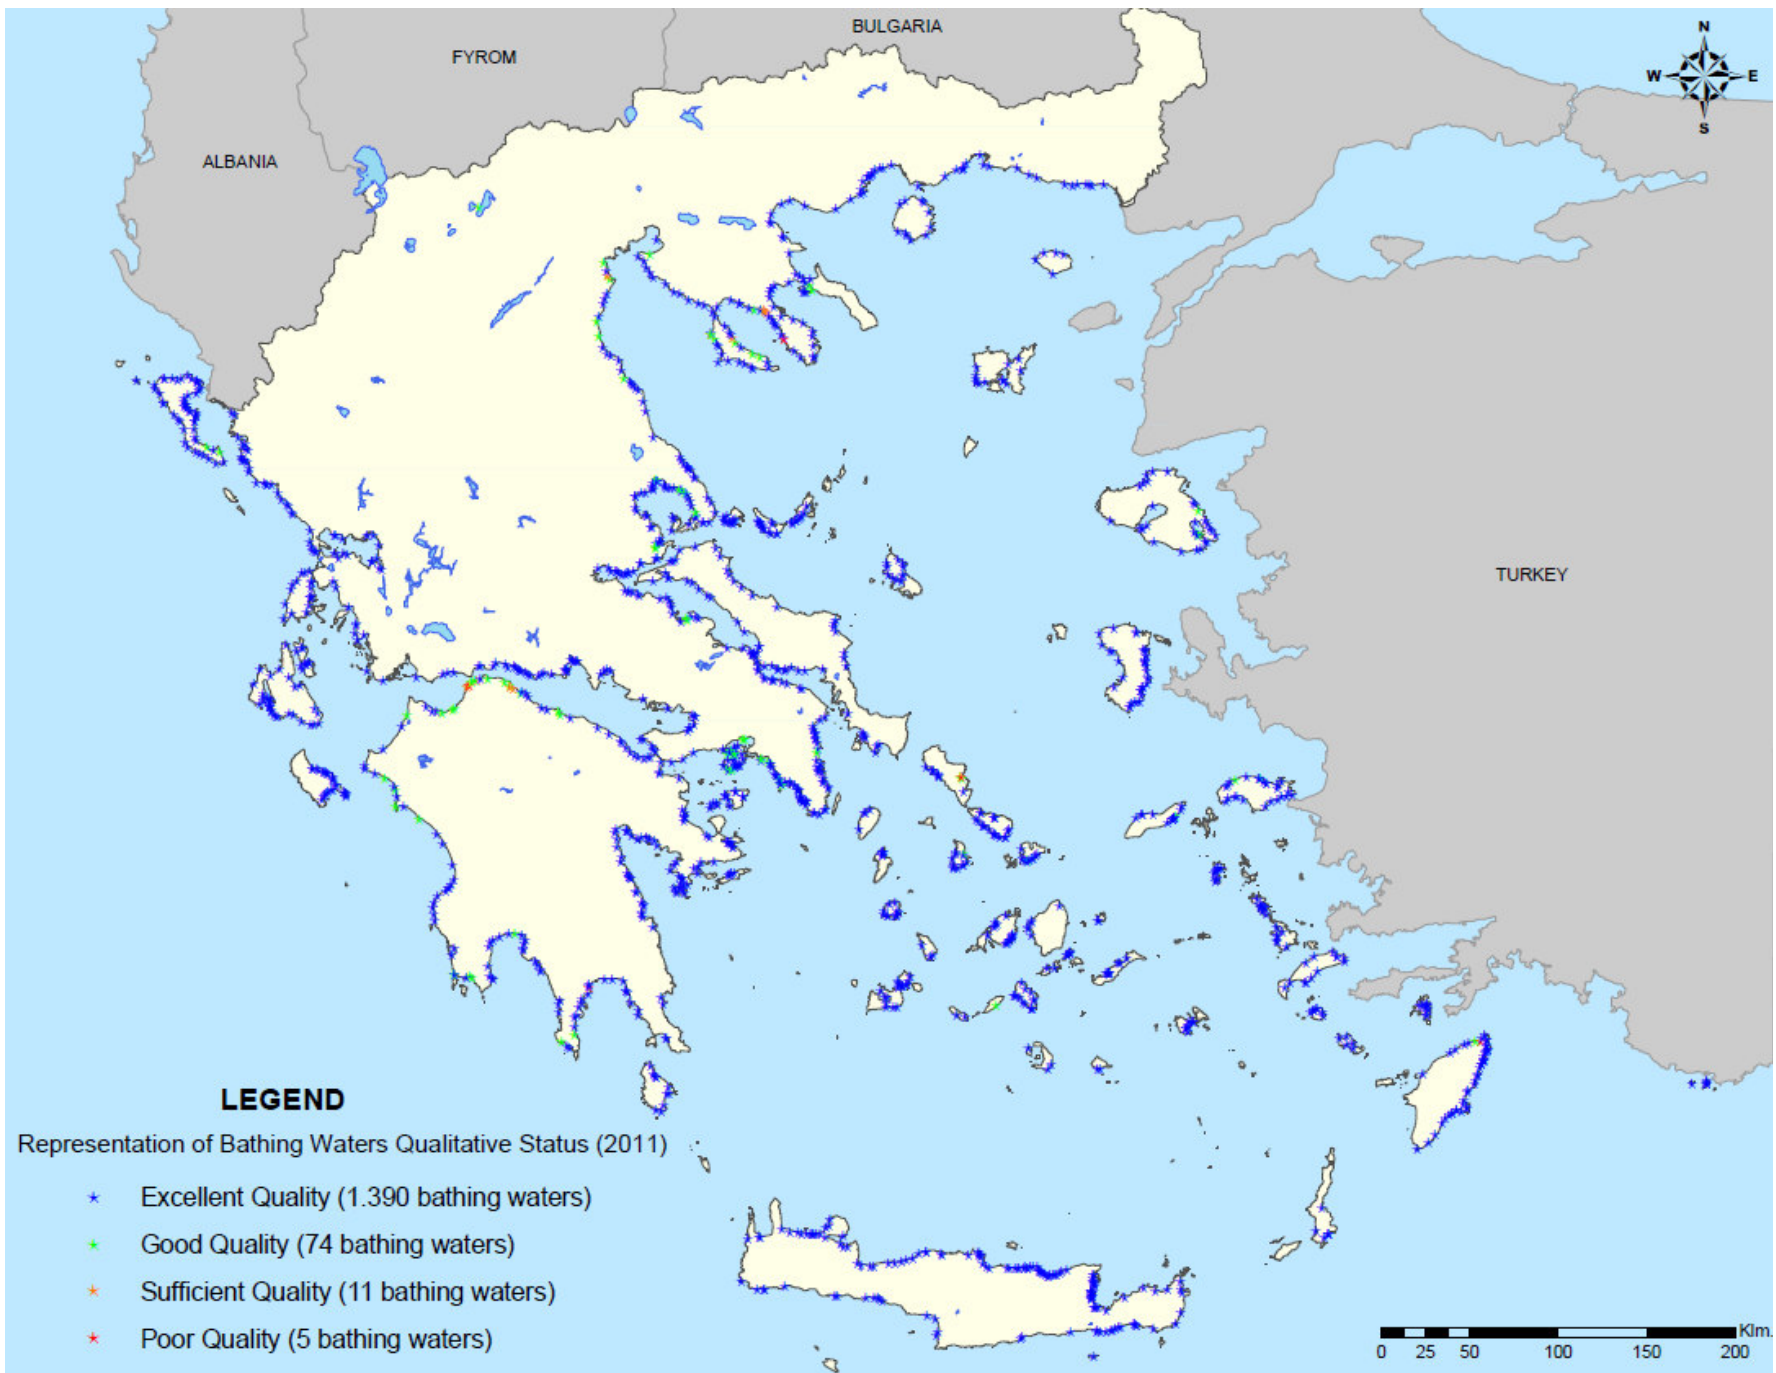 BULGARIA
FYROM
N
W E
S
ALBANIA
TURKEY
LEGEND
Representation of Bathing Waters Qualitative Status (2011)
Excellent Quality (1.390 bathing waters)
Good Quality (74 bathing waters)
Sufficient Quality (11 bathing waters)
Poor Quality (5 bathing waters)
Klm.
0 25 50 100 150 200